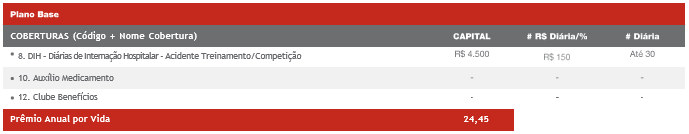 Plano Base
COBERTURAS (Código + Nome Cobertura) CAPITAL # R$ Diária/% # Diária
• 8. DIH - Diárias de Internação Hospitalar - Acidente Treinamento/Competição R$ 4.500 R$ 150 Até 30
• 10. Auxílio Medicamento - - -
• 12. Clube Benefícios - - -
Prêmio Anual por Vida 24,45